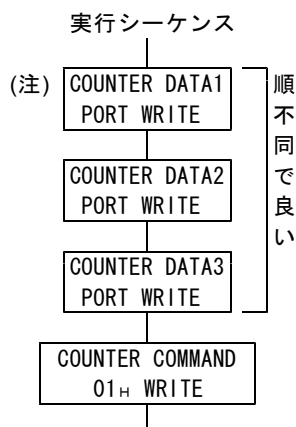 実行シーケンス
(注)
COUNTER DATA1
PORT WRITE
COUNTER DATA2
PORT WRITE
COUNTER DATA3
PORT WRITE
順不同で良い
COUNTER COMMAND
01H WRITE